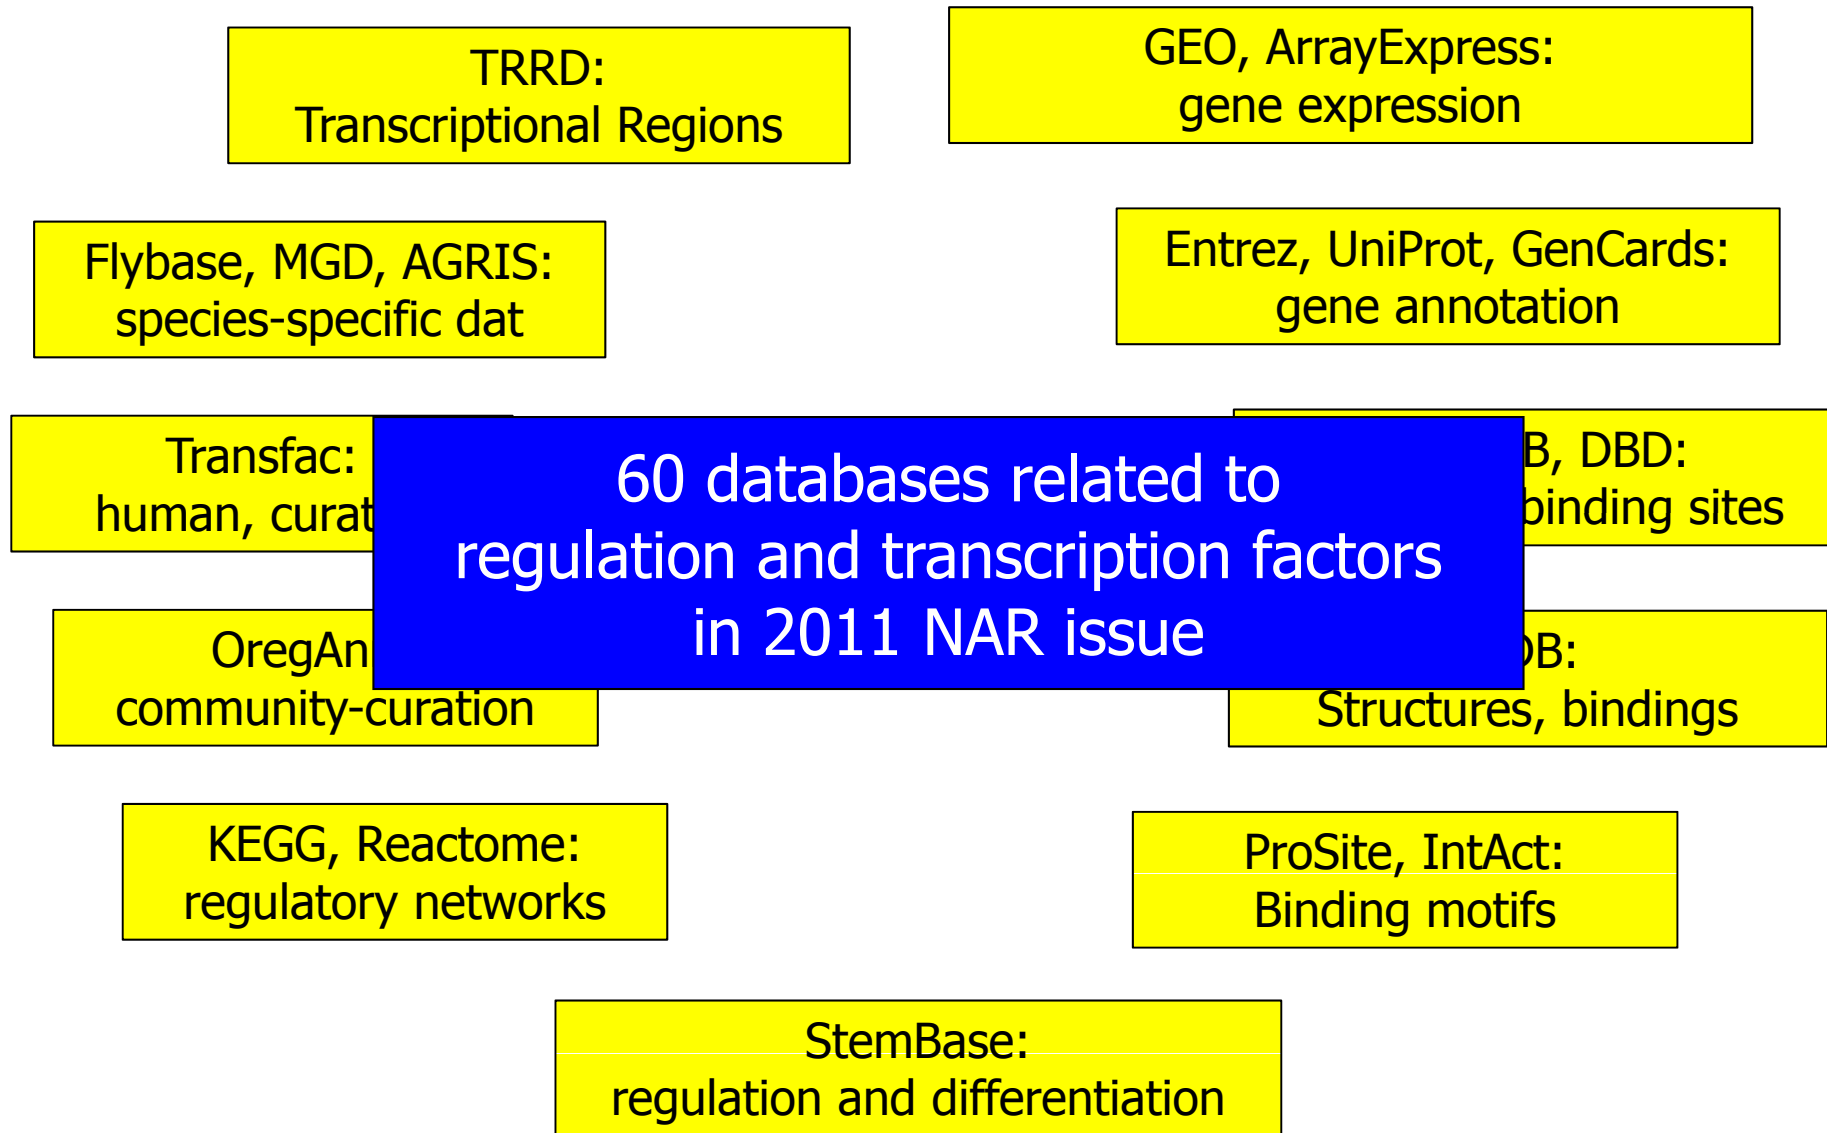 TRRD:
Transcriptional Regions
GEO, ArrayExpress:
gene expression
Flybase, MGD, AGRIS:
species-specific dat
Entrez, UniProt, GenCards:
gene annotation
Transfac:
human, curat
60 databases related to
regulation and transcription factors
in 2011 NAR issue
B, DBD:
binding sites
OregAn
community-curation
DB:
Structures, bindings
KEGG, Reactome:
regulatory networks
ProSite, IntAct:
Binding motifs
StemBase:
regulation and differentiation